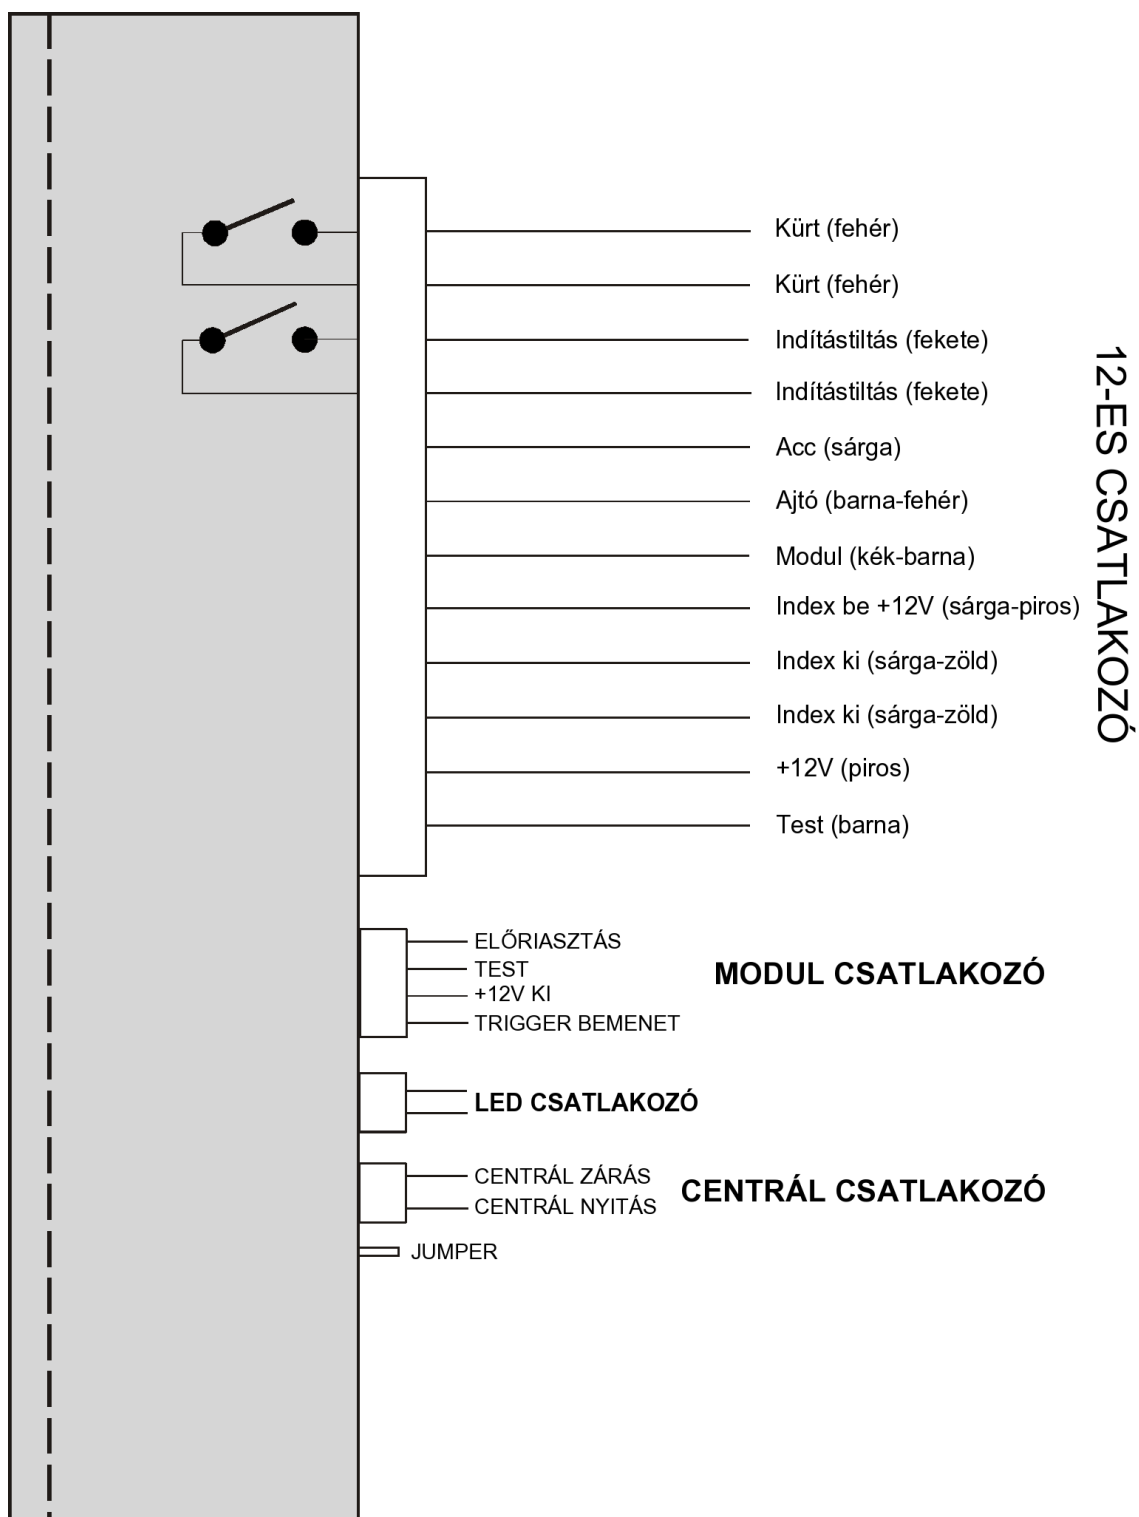 Kürt (fehér)
Kürt (fehér)
Indítástiltás (fekete)
Indítástiltás (fekete)
Acc (sárga)
Ajtó (barna-fehér)
Modul (kék-barna)
Index be +12V (sárga-piros)
Index ki (sárga-zöld)
Index ki (sárga-zöld)
+12V (piros)
Test (barna)
12-ES CSATLAKOZÓ
ELŐRIASZTÁS
TEST
+12V KI
TRIGGER BEMENET
MODUL CSATLAKOZÓ
LED CSATLAKOZÓ
CENTRÁL ZÁRÁS
CENTRÁL NYITÁS
CENTRÁL CSATLAKOZÓ
JUMPER